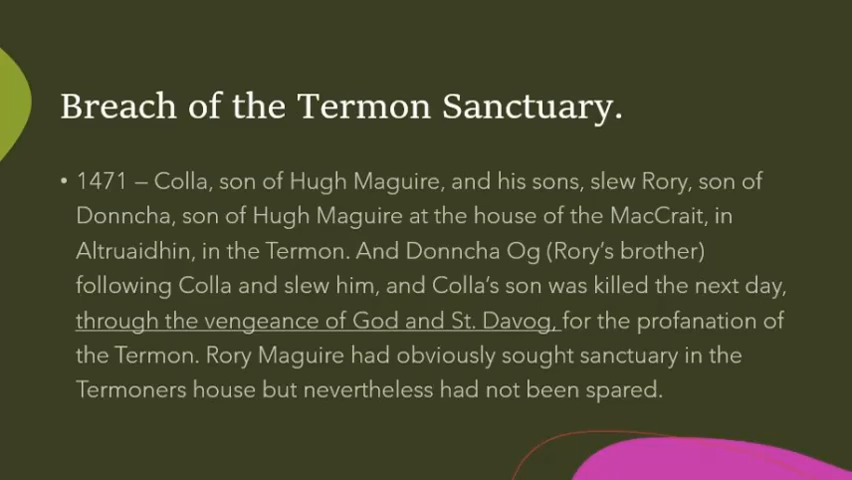 Breach of the Termon Sanctuary.
• 1471 – Colla, son of Hugh Maguire, and his sons, slew Rory, son of
Donncha, son of Hugh Maguire at the house of the MacCrait, in
Altruaidhin, in the Termon. And Donncha Og (Rory's brother)
following Colla and slew him, and Colla's son was killed the next day,
through the vengeance of God and St. Davog, for the profanation of
the Termon. Rory Maguire had obviously sought sanctuary in the
Termoners house but nevertheless had not been spared.